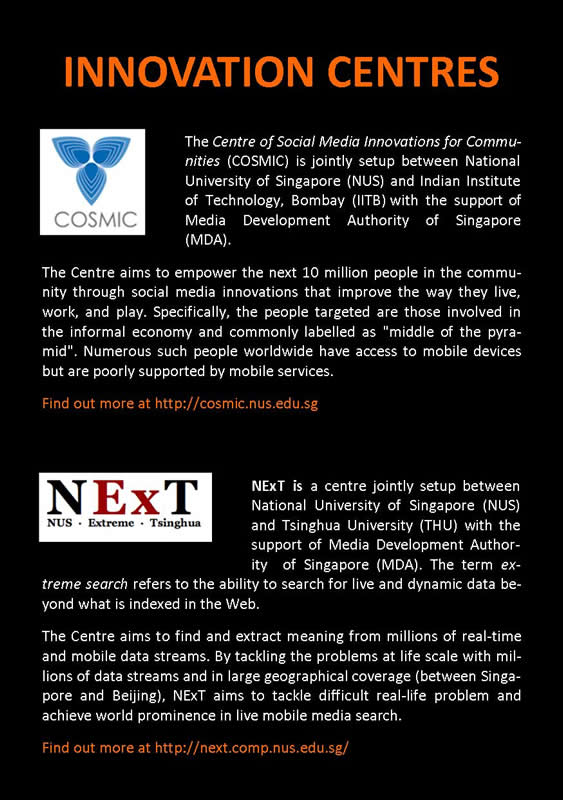 INNOVATION CENTRES
COSMIC
The Centre of Social Media Innovations for Commu-
nities (COSMIC) is jointly setup between National
University of Singapore (NUS) and Indian Institute
of Technology, Bombay (IITB) with the support of
Media Development Authority of Singapore
(MDA).
The Centre aims to empower the next 10 million people in the commu-
nity through social media innovations that improve the way they live,
work, and play. Specifically, the people targeted are those involved in
the informal economy and commonly labelled as "middle of the pyra-
mid". Numerous such people worldwide have access to mobile devices
but are poorly supported by mobile services.
Find out more at http://cosmic.nus.edu.sg
NExT
NUS · Extreme · Tsinghua
NExT is a centre jointly setup between
National University of Singapore (NUS)
and Tsinghua University (THU) with the
support of Media Development Author-
ity of Singapore (MDA). The term ex-
treme search refers to the ability to search for live and dynamic data be-
yond what is indexed in the Web.
The Centre aims to find and extract meaning from millions of real-time
and mobile data streams. By tackling the problems at life scale with mil-
lions of data streams and in large geographical coverage (between Singa-
pore and Beijing), NExT aims to tackle difficult real-life problem and
achieve world prominence in live mobile media search.
Find out more at http://next.comp.nus.edu.sg/